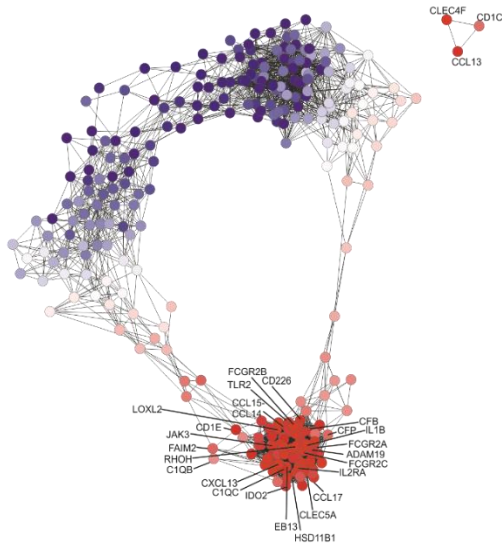 CLEC4F
CD1C
CCL13
FCGR2B
CD226
TLR2
CCL15
CCL14
LOXL2
CD1E
JAK3
FAIM2
RHOH
C1QB
CXCL13
C1QC
IDO2
EB13
HSD11B1
CLEC5A
CCL17
IL2RA
FCGR2C
ADAM19
FCGR2A
IL1B
CFP
CFB